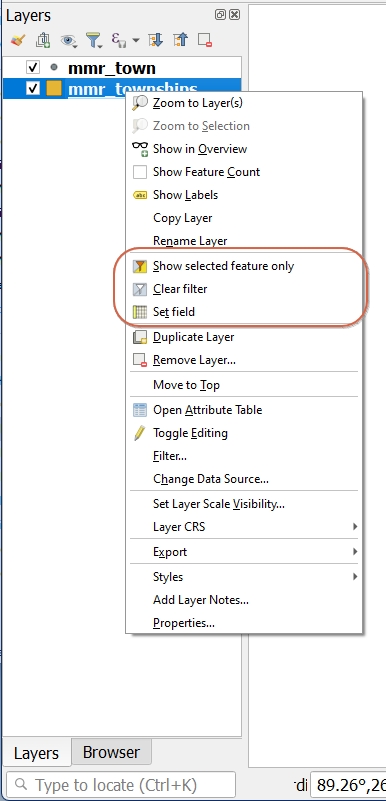 Layers
mmr_town
mmr_townships
Zoom to Layer(s)
Zoom to Selection
Show in Overview
Show Feature Count
abc Show Labels
Copy Layer
Rename Layer
Show selected feature only
Clear filter
Set field
Duplicate Layer
Remove Layer...
Move to Top
Open Attribute Table
Toggle Editing
Filter...
Change Data Source...
Set Layer Scale Visibility...
Layer CRS
Export
Styles
Add Layer Notes...
Properties...
Layers Browser
Type to locate (Ctrl+K) rdi 89.26°,26